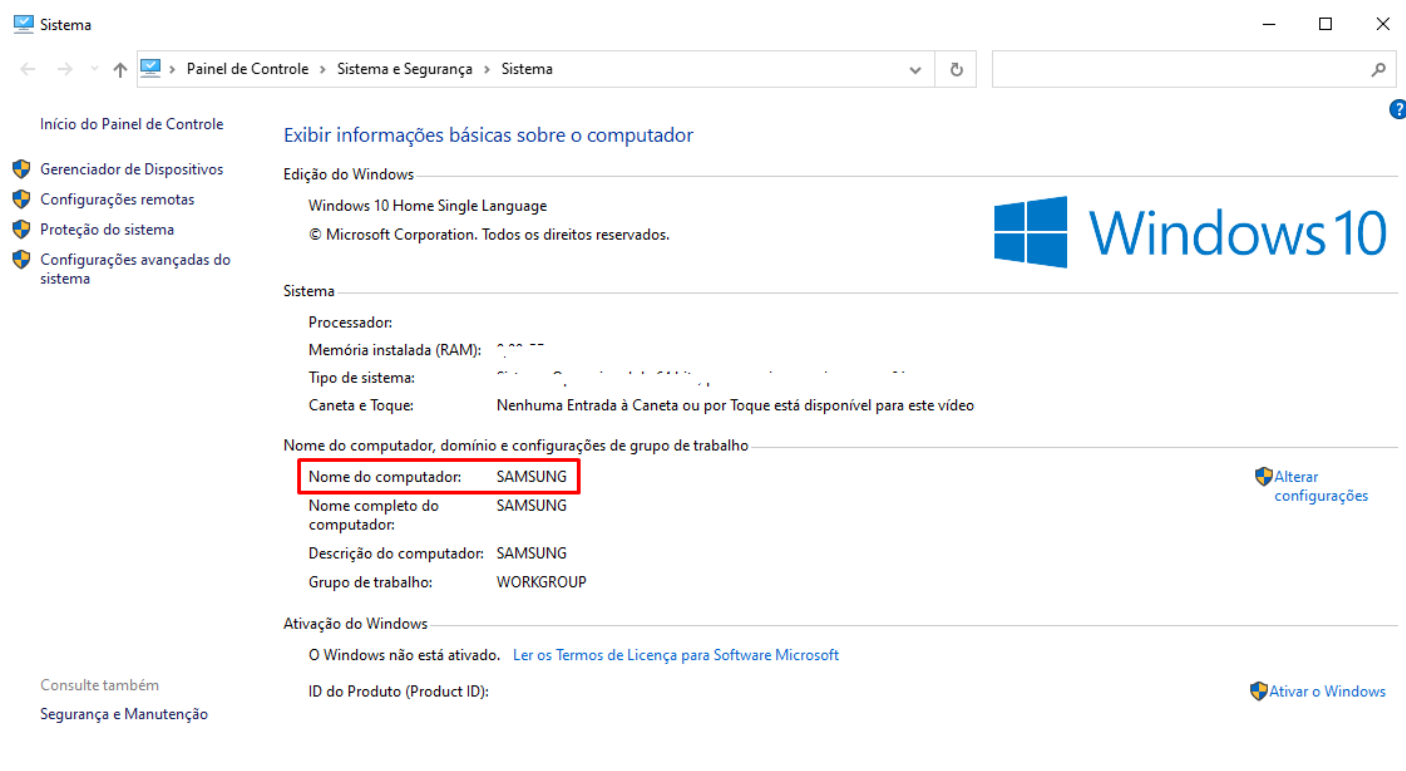 Sistema
Painel de Controle > Sistema e Segurança > Sistema
Início do Painel de Controle
Gerenciador de Dispositivos
Configurações remotas
Proteção do sistema
Configurações avançadas do
sistema
Consulte também
Segurança e Manutenção
Exibir informações básicas sobre o computador
Edição do Windows
Windows 10 Home Single Language
© Microsoft Corporation. Todos os direitos reservados.
Windows 10
Sistema
Processador:
Memória instalada (RAM):
Tipo de sistema:
Caneta e Toque: Nenhuma Entrada à Caneta ou por Toque está disponível para este vídeo
Nome do computador, domínio e configurações de grupo de trabalho
Nome do computador: SAMSUNG
Alterar
configurações
Nome completo do
computador: SAMSUNG
Descrição do computador: SAMSUNG
Grupo de trabalho: WORKGROUP
Ativação do Windows
O Windows não está ativado. Ler os Termos de Licença para Software Microsoft
ID do Produto (Product ID):
Ativar o Windows
?